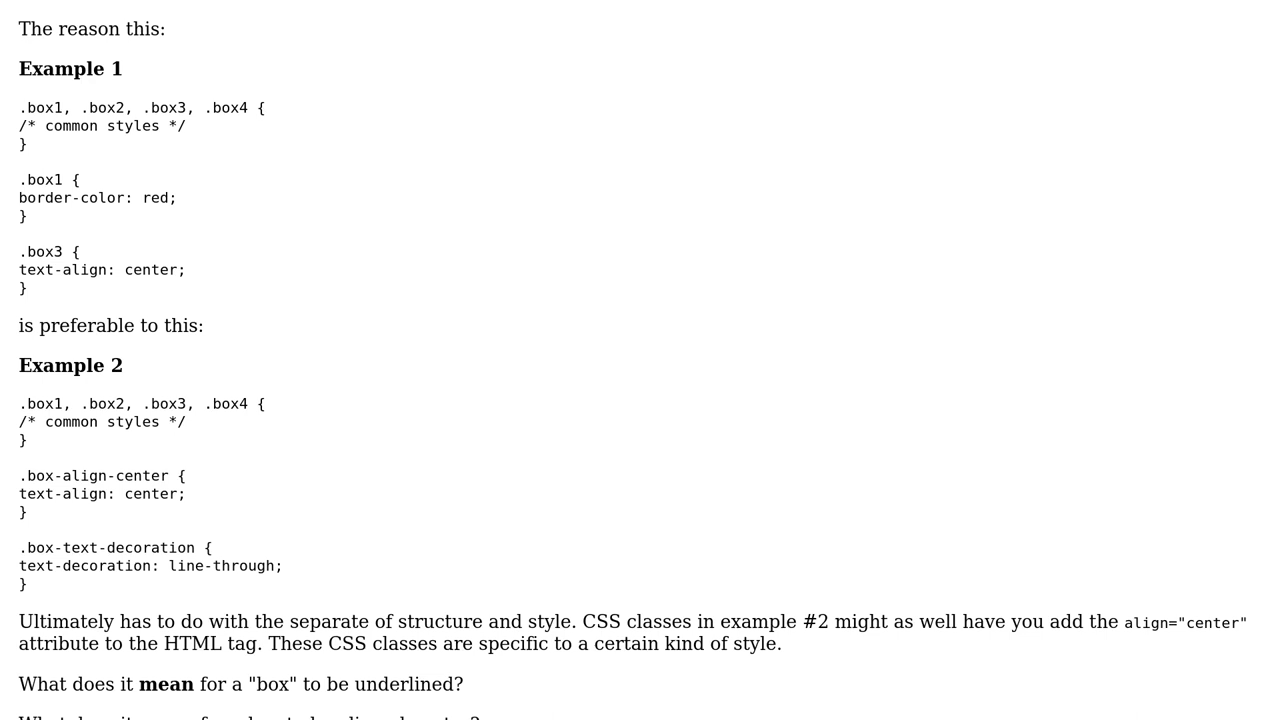 The reason this:
Example 1
.box1, .box2, .box3, .box4 {
/* common styles */
}
.box1 {
border-color: red;
}
.box3 {
text-align: center;
}
is preferable to this:
Example 2
.box1, .box2, .box3, .box4 {
/* common styles */
}
.box-align-center {
text-align: center;
}
.box-text-decoration {
text-decoration: line-through;
}
Ultimately has to do with the separate of structure and style. CSS classes in example #2 might as well have you add the align="center"
attribute to the HTML tag. These CSS classes are specific to a certain kind of style.
What does it mean for a "box" to be underlined?